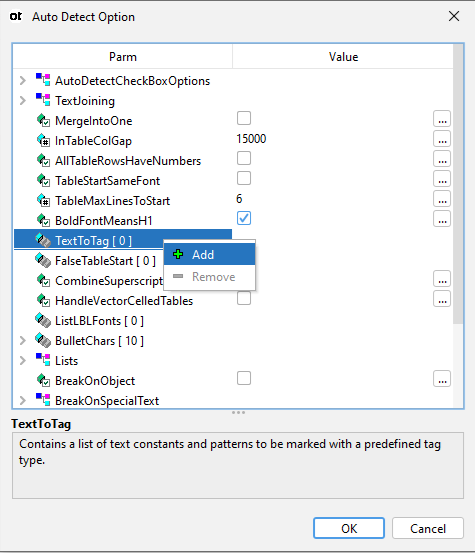 Auto Detect Option
Parm Value
AutoDetectCheckBoxOptions
TextJoining
MergeIntoOne ...
InTableColGap 15000 ...
AllTableRowsHaveNumbers ...
TableStartSameFont ...
TableMaxLinesToStart 6 ...
BoldFontMeansH1 ...
TextToTag [ 0 ]
Add
FalseTableStart [ 0 ]
Remove
CombineSuperscript ...
HandleVectorCelledTables ...
ListLBLFonts [ 0 ]
BulletChars [ 10 ]
Lists
BreakOnObject ...
BreakOnSpecialText
TextToTag
Contains a list of text constants and patterns to be marked with a predefined tag
type.
OK Cancel